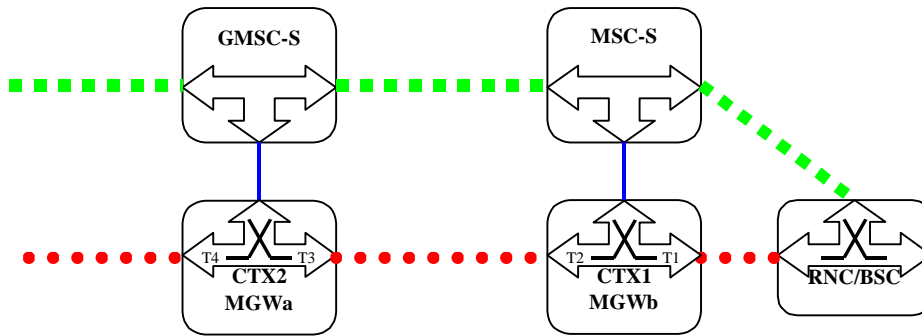 GMSC-S
MSC-S
T4
T3
CTX2
MGWa
T2
T1
CTX1
MGWb
RNC/BSC